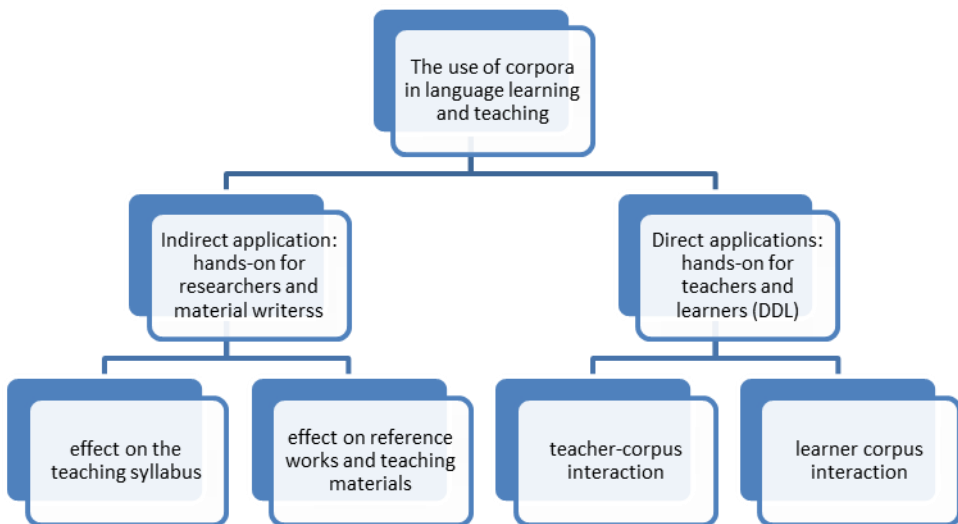 The use of corpora
in language learning
and teaching
Indirect application:
hands-on for
researchers and
material writerss
Direct applications:
hands-on for
teachers and
learners (DDL)
effect on the
teaching syllabus
effect on reference
works and teaching
materials
teacher-corpus
interaction
learner corpus
interaction